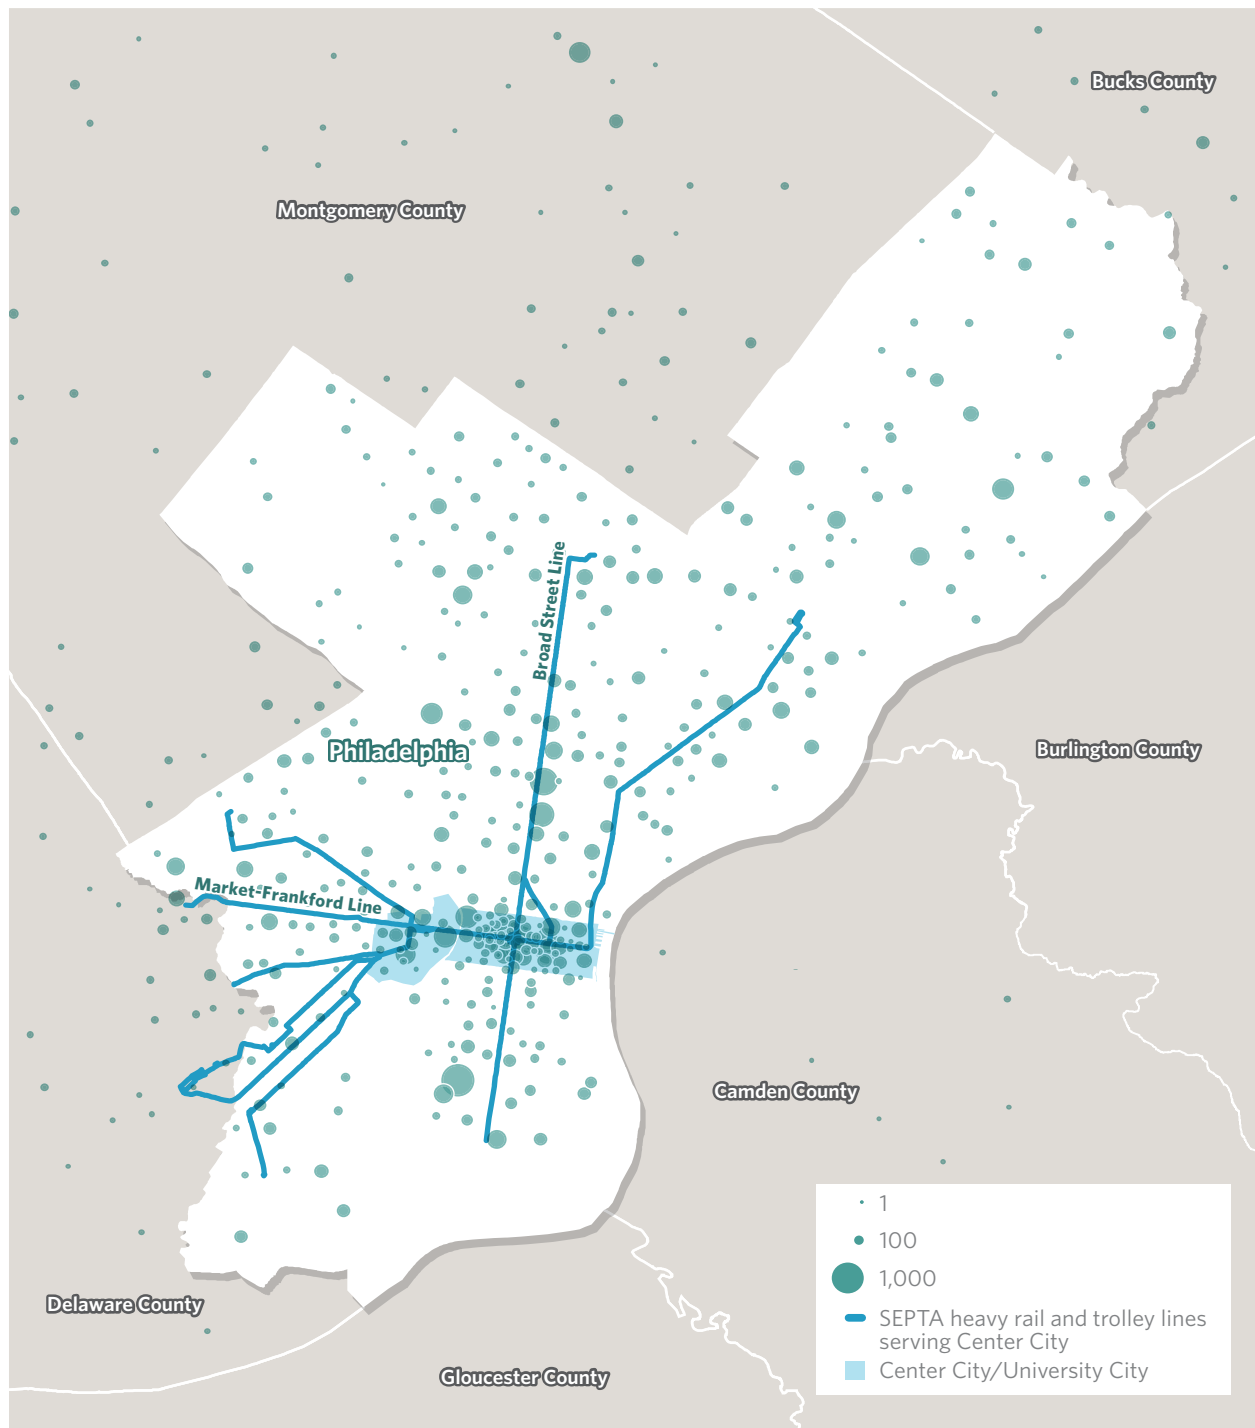 Bucks County
Montgomery County
Broad Street Line
Philadelphia
Burlington County
Market-Frankford Line
Camden County
1
100
1,000
SEPTA heavy rail and trolley lines
serving Center City
Center City/University City
Delaware County
Gloucester County